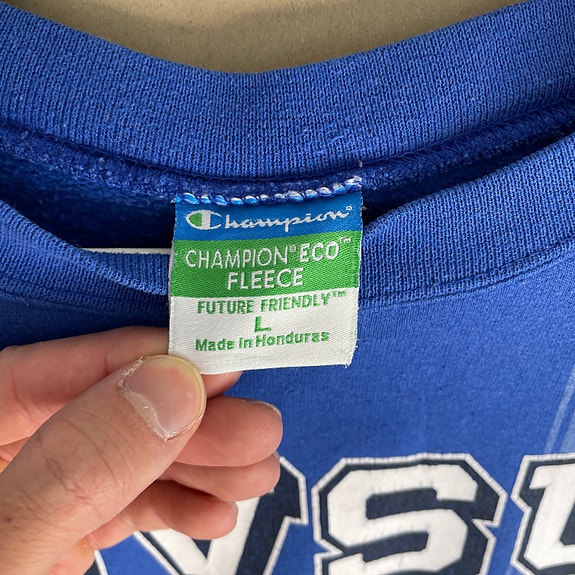 Champion®
CHAMPION® ECO™
FLEECE
FUTURE FRIENDLY™
L
Made in Honduras
VSU